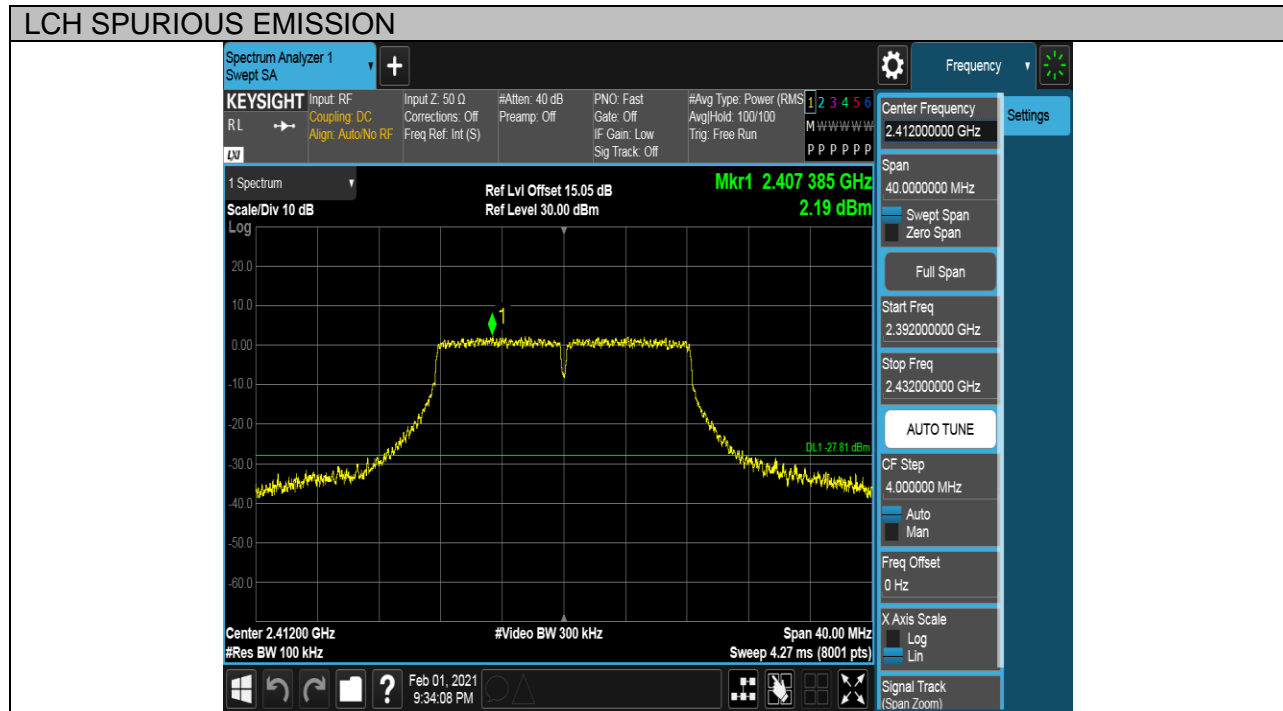 LCH SPURIOUS EMISSION
Spectrum Analyzer 1
Swept SA
+
Frequency
KEYSIGHT
RL
LXI
Input: RF
Coupling: DC
Align: Auto/No RF
Input Z: 50 Ω
Corrections: Off
Freq Ref: Int (S)
#Atten: 40 dB
Preamp: Off
PNO: Fast
Gate: Off
IF Gain: Low
Sig Track: Off
#Avg Type: Power (RMS
Avg|Hold: 100/100
Trig: Free Run
1 2 3 4 5 6
M W W W W W
P P P P P P
1 Spectrum
Scale/Div 10 dB
Log
Ref Lvl Offset 15.05 dB
Ref Level 30.00 dBm
Mkr1 2.407 385 GHz
2.19 dBm
20.0
10.0
1
0.00
-10.0
-20.0
DL1 -27.81 dBm
-30.0
-40.0
-50.0
-60.0
Center 2.41200 GHz
#Video BW 300 kHz
Span 40.00 MHz
#Res BW 100 kHz
Sweep 4.27 ms (8001 pts)
?
Feb 01, 2021
9:34:08 PM
Center Frequency
2.412000000 GHz
Settings
Span
40.0000000 MHz
Swept Span
Zero Span
Full Span
Start Freq
2.392000000 GHz
Stop Freq
2.432000000 GHz
AUTO TUNE
CF Step
4.000000 MHz
Auto
Man
Freq Offset
0 Hz
X Axis Scale
Log
Lin
Signal Track
(Span Zoom)